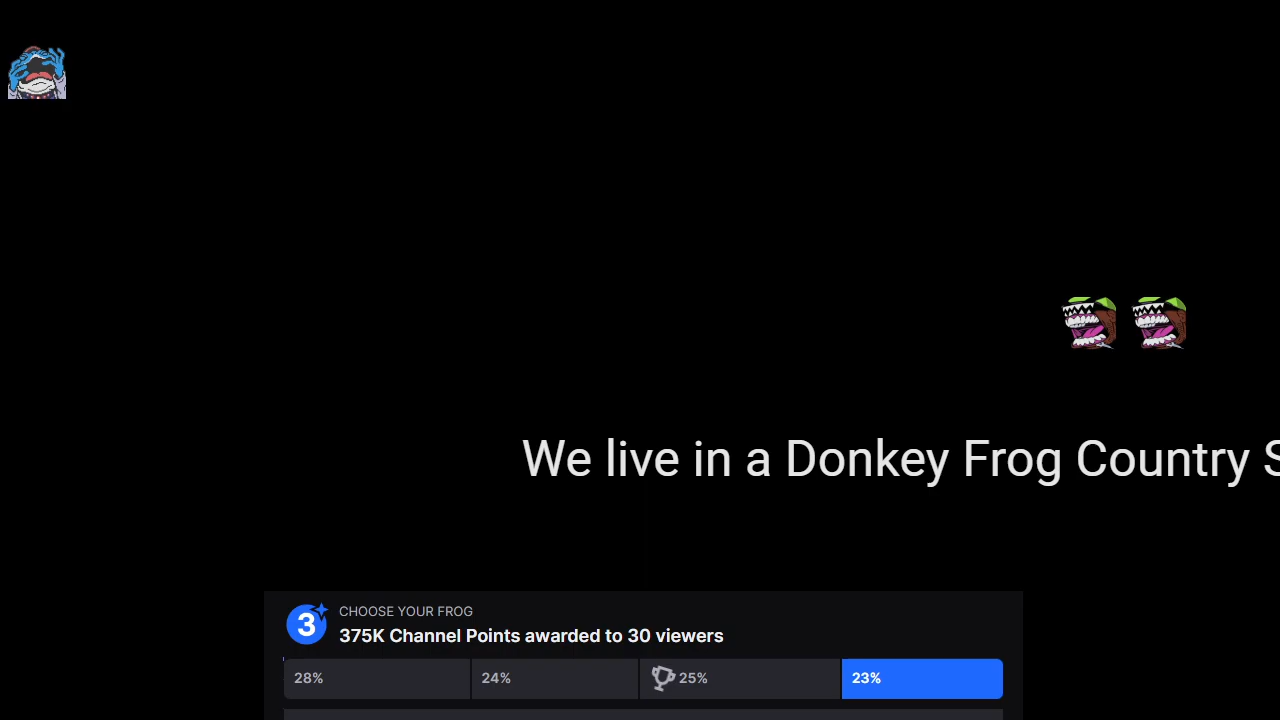 We live in a Donkey Frog Country
3
CHOOSE YOUR FROG
375K Channel Points awarded to 30 viewers
28% 24% 25% 23%